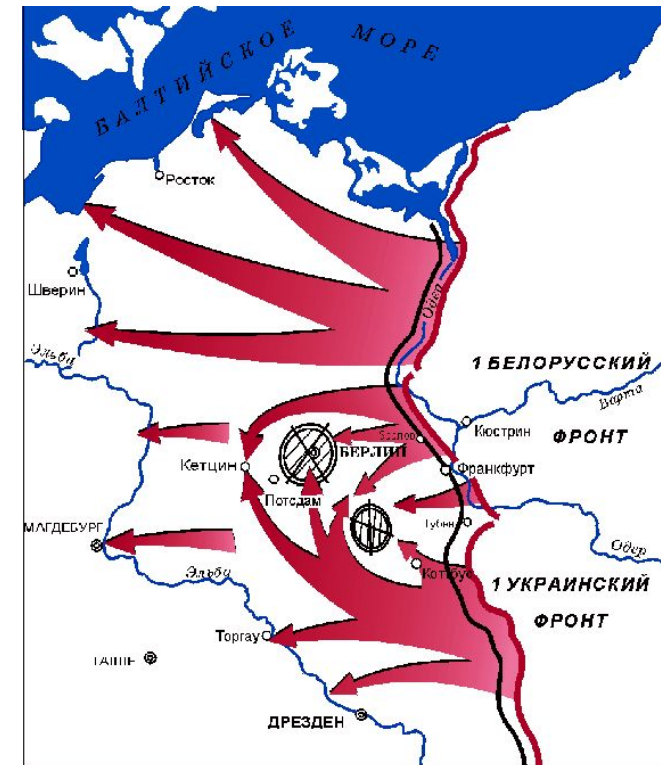 БАЛТИЙСКОЕ МОРЕ
Росток
Шверин
Эльба
Одер
1 БЕЛОРУССКИЙ
Варта
Кюстрин
ФРОНТ
БЕРЛИН
Кетцин
Франкфурт
Потсдам
МАГДЕБУРГ
Эльба
Котбус
Одер
1 УКРАИНСКИЙ
ФРОНТ
Торгау
ДРЕЗДЕН